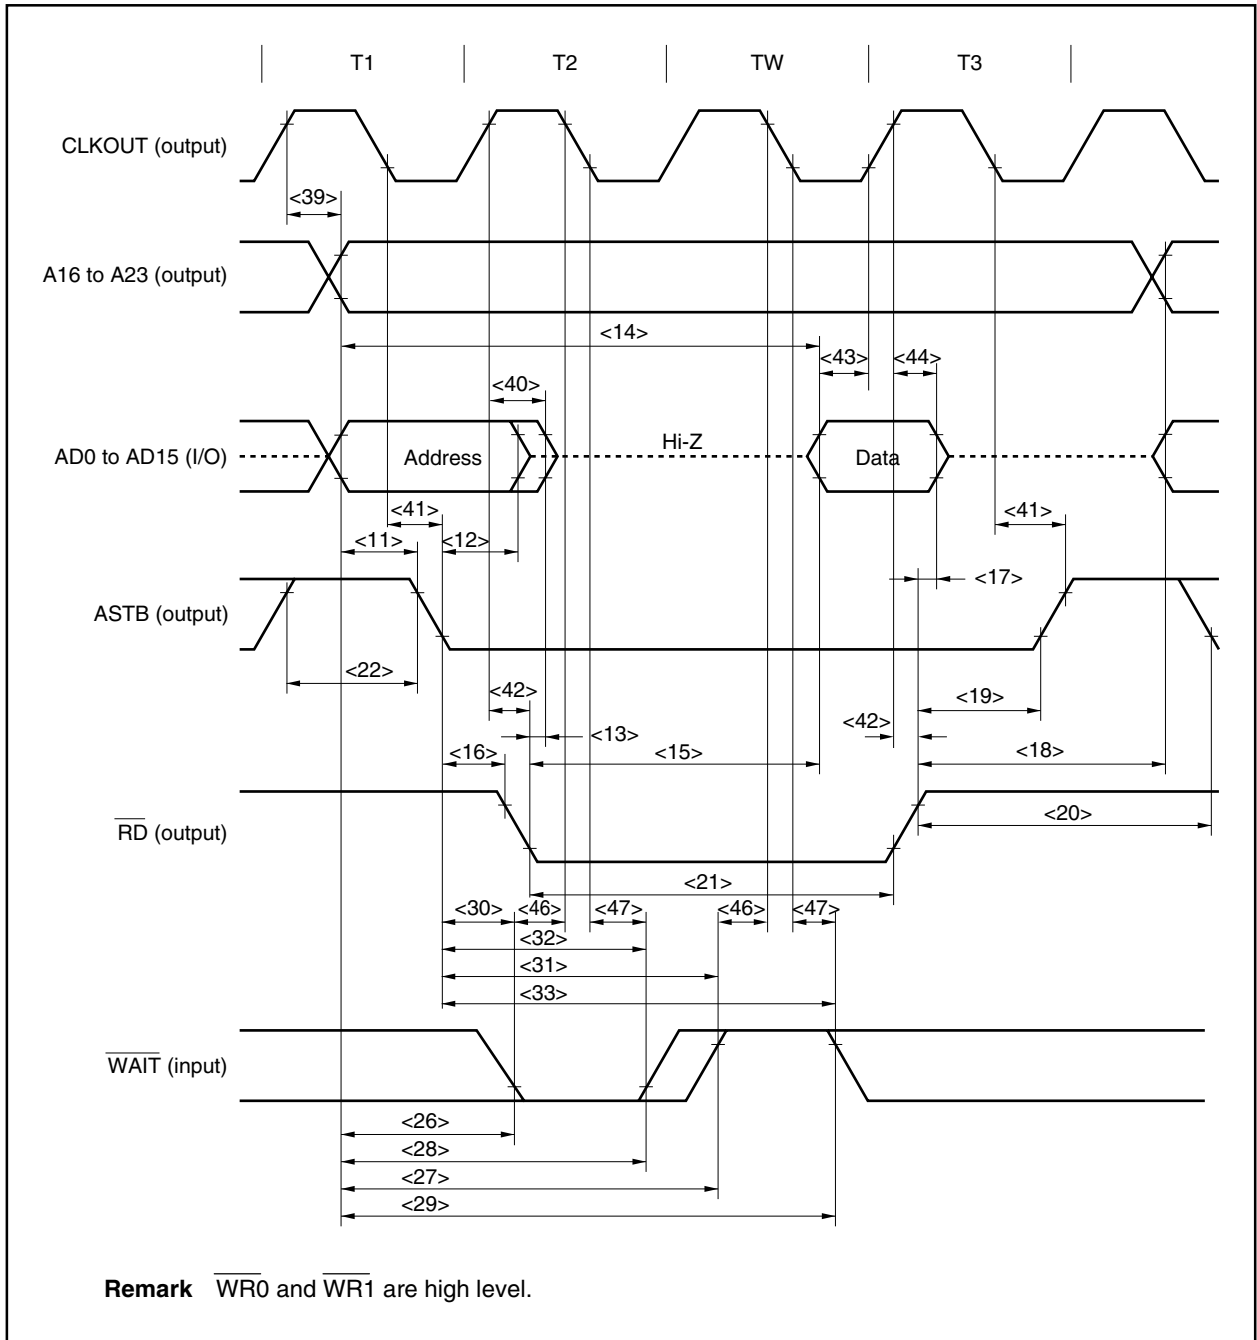 T1 T2 TW T3
CLKOUT (output)
<39>
A16 to A23 (output)
<14>
<43> <44>
<40>
AD0 to AD15 (I/O) Address Hi-Z Data
<41> <41>
<11> <12>
<17>
ASTB (output)
<22>
<42> <19>
<42>
<13>
<16> <15> <18>
RD (output)
<20>
<21>
<30> <46> <47> <46> <47>
<32>
<31>
<33>
WAIT (input)
<26>
<28>
<27>
<29>
Remark WR0 and WR1 are high level.